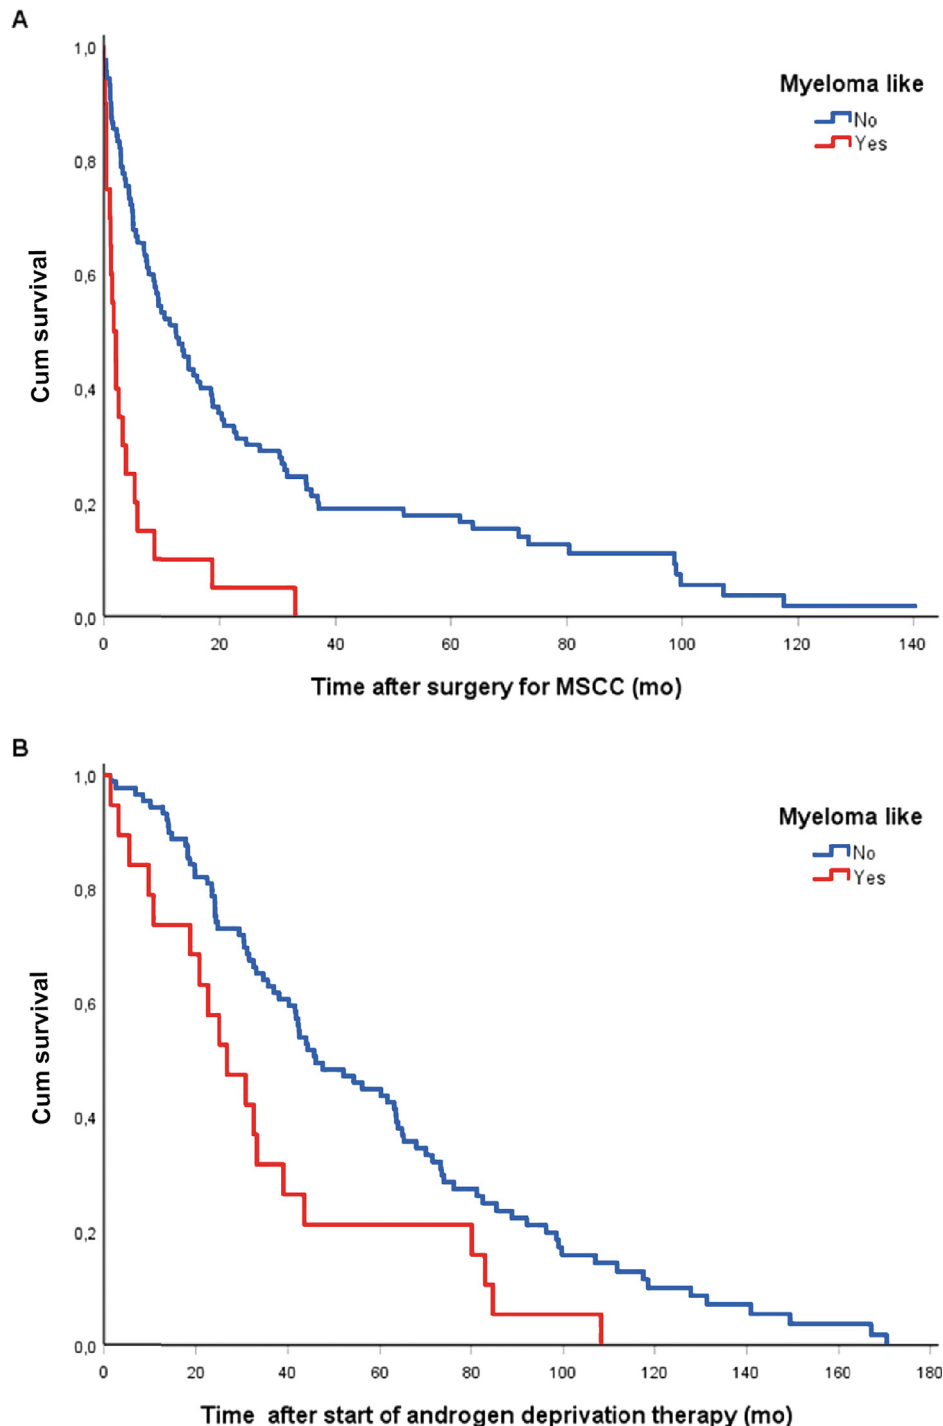 A
1,0
0,8
0,6
0,4
0,2
0,0
Cum survival
Myeloma like
No
Yes
0 20 40 60 80 100 120 140
Time after surgery for MSCC (mo)
B
1,0
0,8
0,6
0,4
0,2
0,0
Cum survival
Myeloma like
No
Yes
0 20 40 60 80 100 120 140 160 180
Time after start of androgen deprivation therapy (mo)